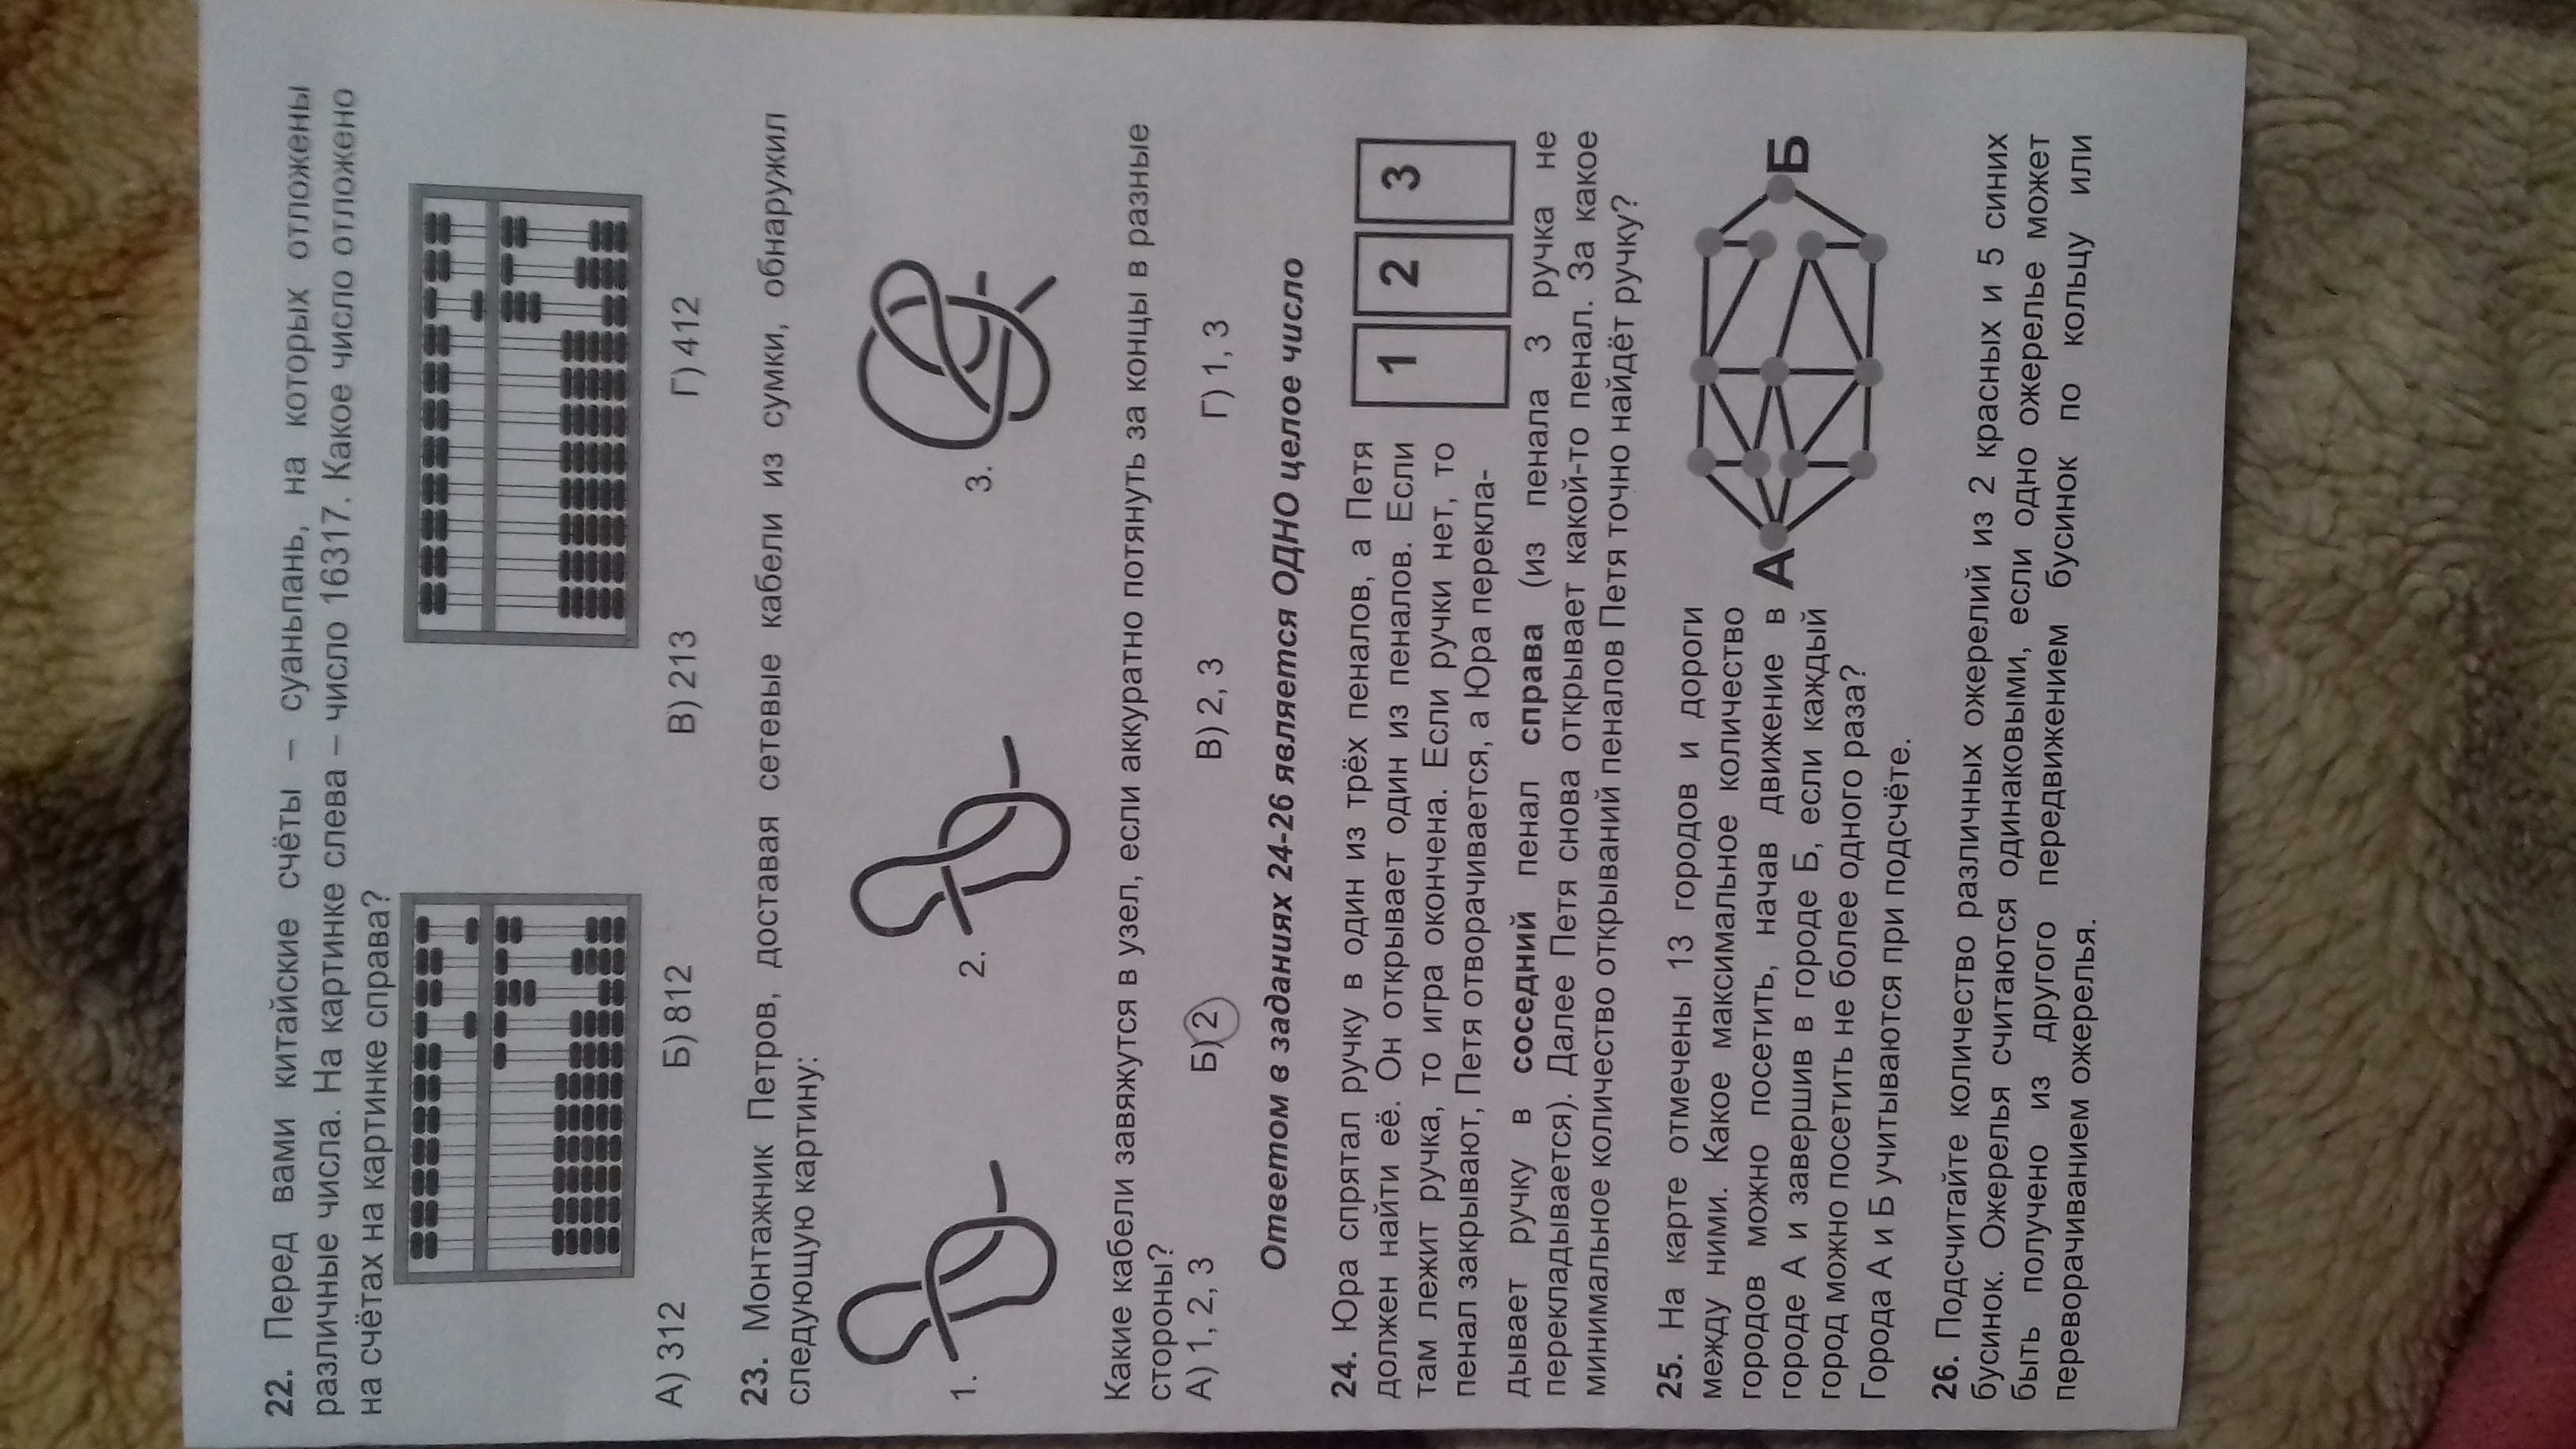 22. Перед вами китайские счёты – суаньпань, на которых отложены
различные числа. На картинке слева – число 16317. Какое число отложено
на счётах на картинке справа?
А) 312 Б) 812 В) 213 Г) 412
23. Монтажник Петров, доставая сетевые кабели из сумки, обнаружил
следующую картину:
1. 2. 3.
Какие кабели завяжутся в узел, если аккуратно потянуть за концы в разные
стороны?
А) 1, 2, 3 Б) 2 В) 2, 3 Г) 1, 3
Ответом в заданиях 24-26 является ОДНО целое число
24. Юра спрятал ручку в один из трёх пеналов, а Петя
должен найти её. Он открывает один из пеналов. Если
там лежит ручка, то игра окончена. Если ручки нет, то
пенал закрывают, Петя отворачивается, а Юра перекла-
дывает ручку в соседний пенал справа (из пенала 3 ручка не
перекладывается). Далее Петя снова открывает какой-то пенал. За какое
минимальное количество открываний пеналов Петя точно найдёт ручку?
1 2 3
25. На карте отмечены 13 городов и дороги
между ними. Какое максимальное количество
городов можно посетить, начав движение в
городе А и завершив в городе Б, если каждый
город можно посетить не более одного раза?
Города А и Б учитываются при подсчёте.
А Б
26. Подсчитайте количество различных ожерелий из 2 красных и 5 синих
бусинок. Ожерелья считаются одинаковыми, если одно ожерелье может
быть получено из другого передвижением бусинок по кольцу или
переворачиванием ожерелья.